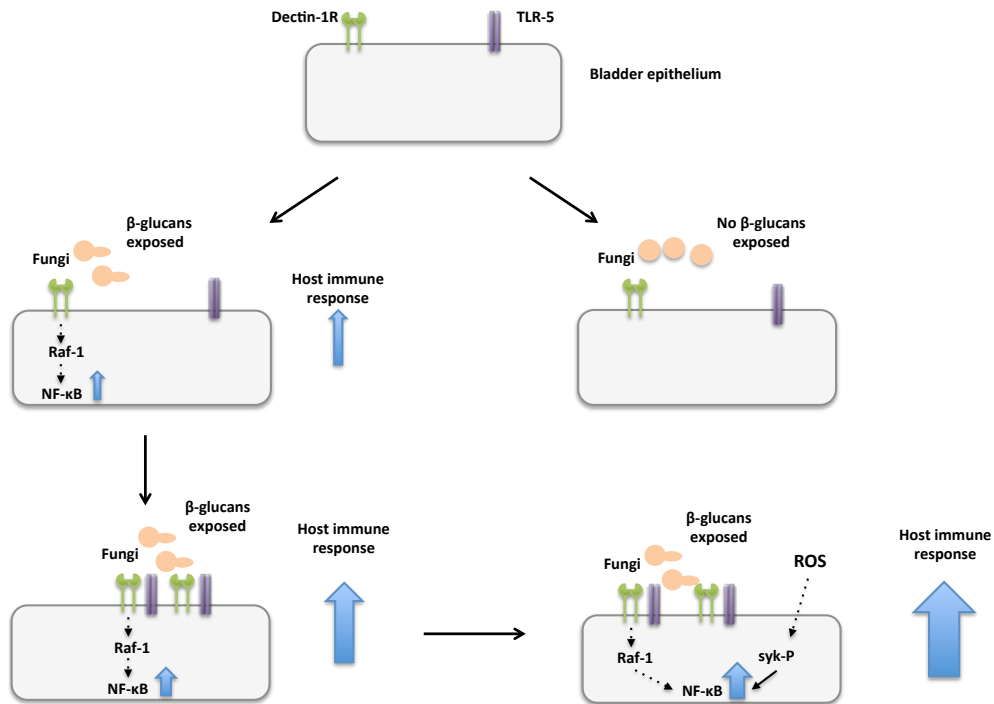 Dectin-1R
TLR-5
Bladder epithelium
β-glucans
exposed
Fungi
Host immune
response
Raf-1
NF-κB
No β-glucans
exposed
Fungi
β-glucans
exposed
Fungi
Host immune
response
Raf-1
NF-κB
β-glucans
exposed
Fungi
ROS
Host immune
response
Raf-1
syk-P
NF-κB